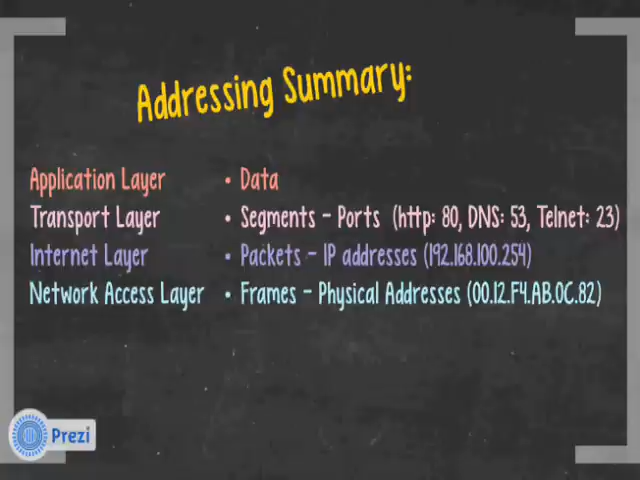 Addressing Summary:
Application Layer • Data
Transport Layer • Segments - Ports (http: 80, DNS: 53, Telnet: 23)
Internet Layer • Packets - IP addresses (192.168.100.254)
Network Access Layer • Frames - Physical Addresses (00.12.F4.AB.0C.82)
Prezi